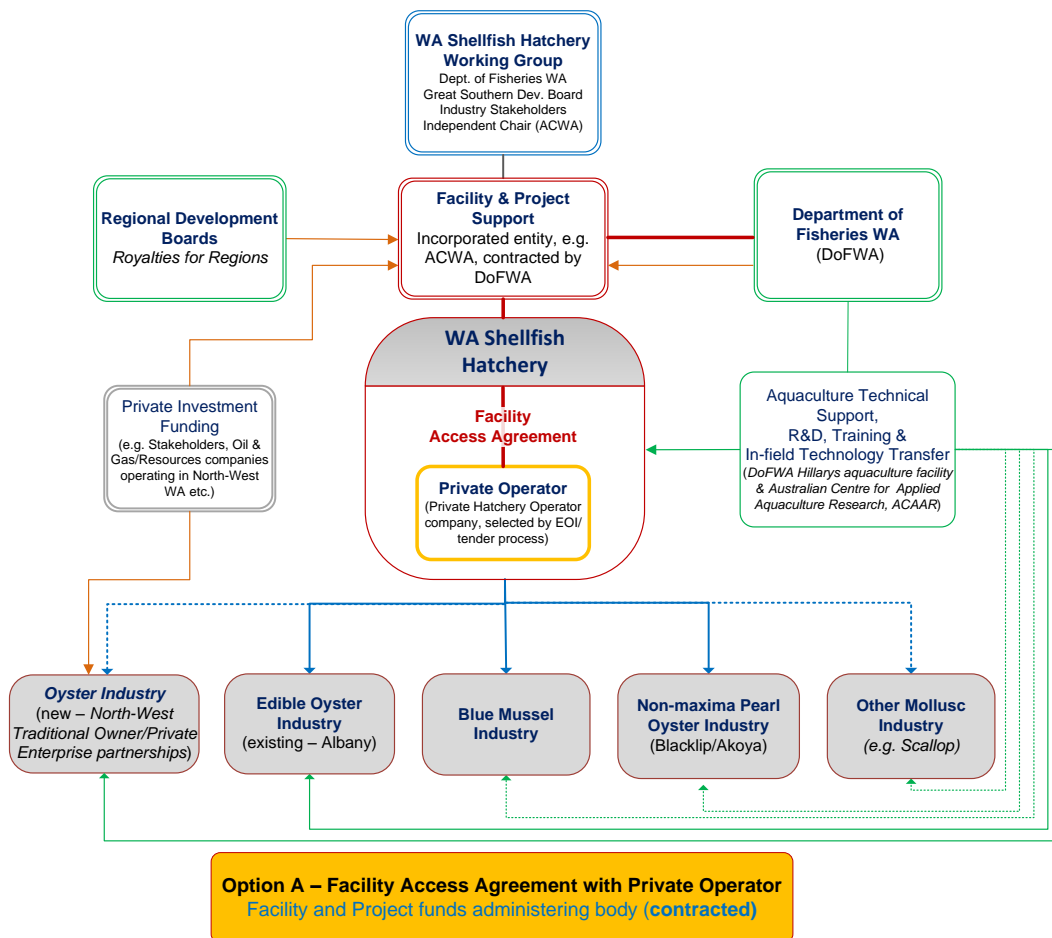 WA Shellfish Hatchery
Working Group
Dept. of Fisheries WA
Great Southern Dev. Board
Industry Stakeholders
Independent Chair (ACWA)
Regional Development
Boards
Royalties for Regions
Facility & Project
Support
Incorporated entity, e.g.
ACWA, contracted by
DoFWA
Department of
Fisheries WA
(DoFWA)
WA Shellfish
Hatchery
Facility
Access Agreement
Private Operator
(Private Hatchery Operator
company, selected by EOI/
tender process)
Private Investment
Funding
(e.g. Stakeholders, Oil &
Gas/Resources companies
operating in North-West
WA etc.)
Aquaculture Technical
Support,
R&D, Training &
In-field Technology Transfer
(DoFWA Hillarys aquaculture facility
& Australian Centre for Applied
Aquaculture Research, ACAAR)
Oyster Industry
(new – North-West
Traditional Owner/Private
Enterprise partnerships)
Edible Oyster
Industry
(existing – Albany)
Blue Mussel
Industry
Non-maxima Pearl
Oyster Industry
(Blacklip/Akoya)
Other Mollusc
Industry
(e.g. Scallop)
Option A – Facility Access Agreement with Private Operator
Facility and Project funds administering body (contracted)